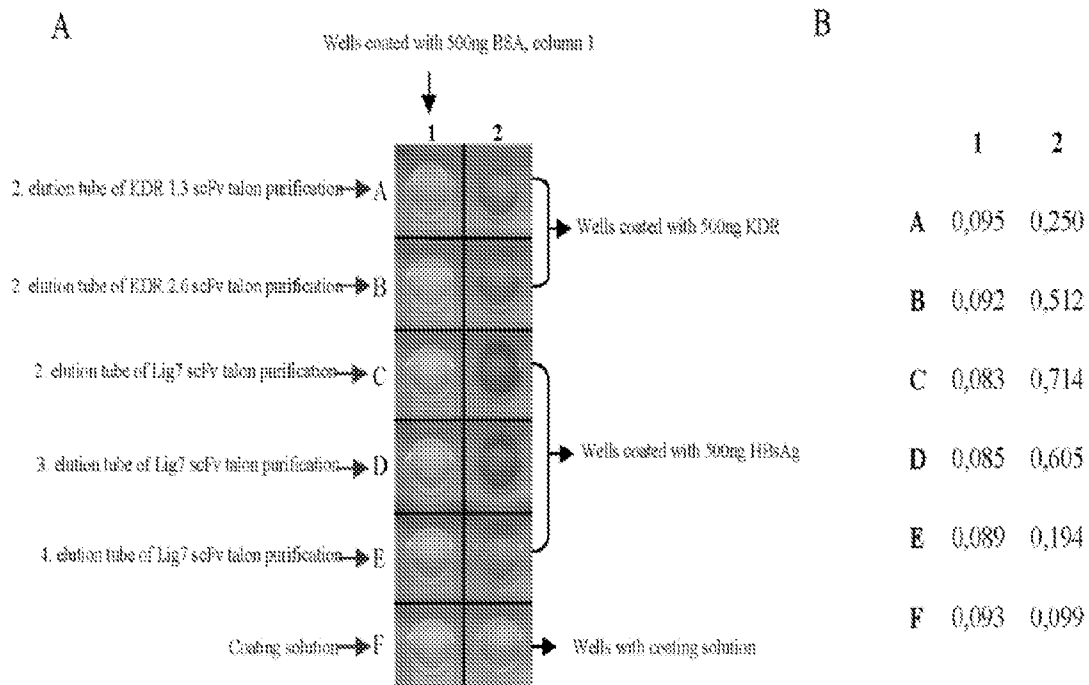 A
B
Wells coated with 500ng BSA, column 1
1 2
2. elution tube of KDR 1.3 scFv talon purification A
Wells coated with 500ng KDR
2. elution tube of KDR 2.6 scFv talon purification B
2. elution tube of Lig7 scFv talon purification C
Wells coated with 500ng HBsAg
3. elution tube of Lig7 scFv talon purification D
4. elution tube of Lig7 scFv talon purification E
Coating solution F
Wells with coating solution
1 2
A 0,095 0,250
B 0,092 0,512
C 0,083 0,714
D 0,085 0,605
E 0,089 0,194
F 0,093 0,099